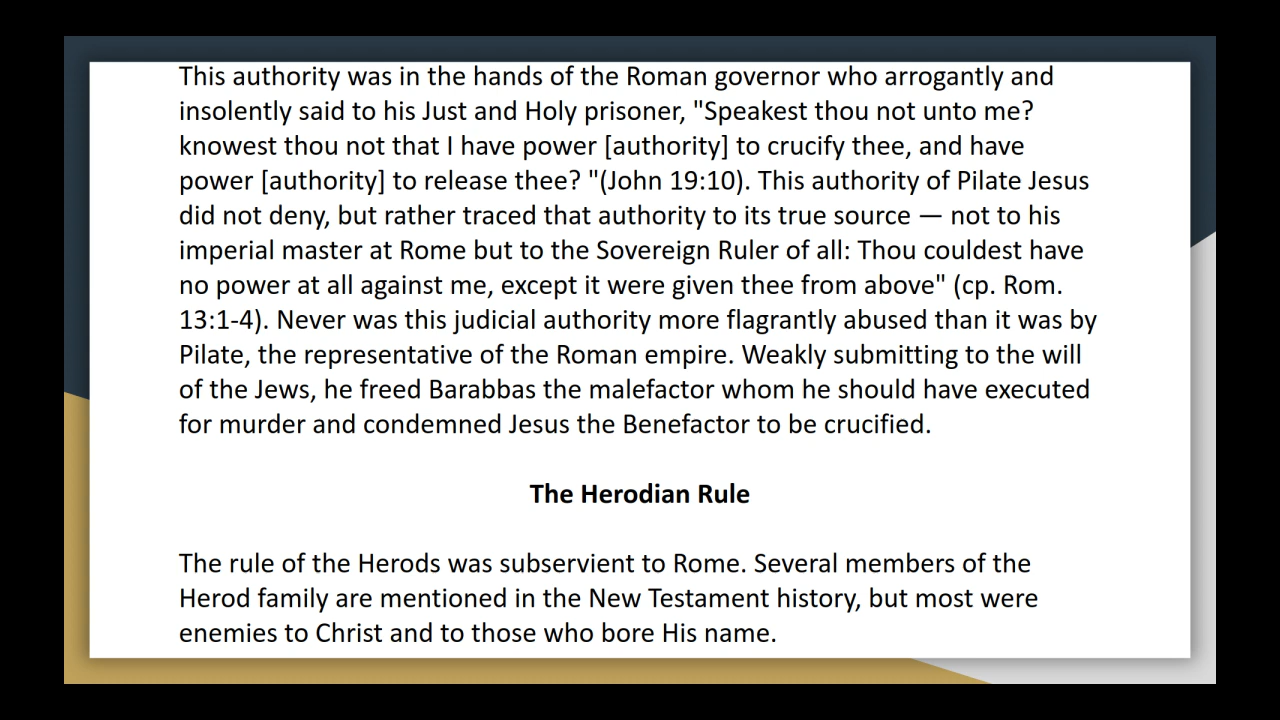 This authority was in the hands of the Roman governor who arrogantly and
insolently said to his Just and Holy prisoner, "Speakest thou not unto me?
knowest thou not that I have power [authority] to crucify thee, and have
power [authority] to release thee? "(John 19:10). This authority of Pilate Jesus
did not deny, but rather traced that authority to its true source — not to his
imperial master at Rome but to the Sovereign Ruler of all: Thou couldest have
no power at all against me, except it were given thee from above" (cp. Rom.
13:1-4). Never was this judicial authority more flagrantly abused than it was by
Pilate, the representative of the Roman empire. Weakly submitting to the will
of the Jews, he freed Barabbas the malefactor whom he should have executed
for murder and condemned Jesus the Benefactor to be crucified.
The Herodian Rule
The rule of the Herods was subservient to Rome. Several members of the
Herod family are mentioned in the New Testament history, but most were
enemies to Christ and to those who bore His name.